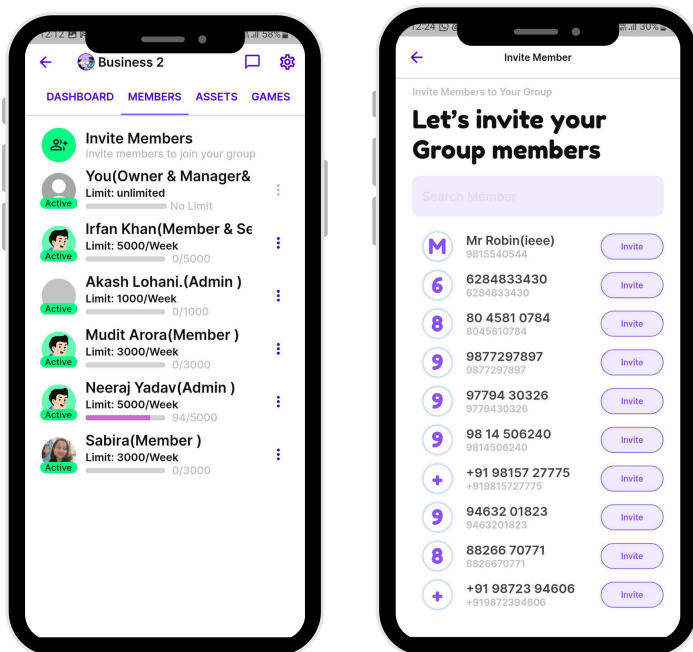 12:12
58%
Business 2
DASHBOARD MEMBERS ASSETS GAMES
Invite Members
Invite members to join your group
You(Owner & Manager&
Limit: unlimited
Active
No Limit
Irfan Khan(Member & Se
Limit: 5000/Week
Active
0/5000
Akash Lohani.(Admin )
Limit: 1000/Week
Active
0/1000
Mudit Arora(Member )
Limit: 3000/Week
Active
0/3000
Neeraj Yadav(Admin )
Limit: 5000/Week
Active
94/5000
Sabira(Member )
Limit: 3000/Week
Active
0/3000
12:24
30%
Invite Member
Invite Members to Your Group
Let's invite your
Group members
Search Member
M Mr Robin(ieee) Invite
9815540544
6 6284833430 Invite
6284833430
8 80 4581 0784 Invite
8045810784
9 9877297897 Invite
9877297897
9 97794 30326 Invite
9779430326
9 98 14 506240 Invite
9814506240
+ +91 98157 27775 Invite
+919815727775
9 94632 01823 Invite
9463201823
8 88266 70771 Invite
8826670771
+ +91 98723 94606 Invite
+919872394606